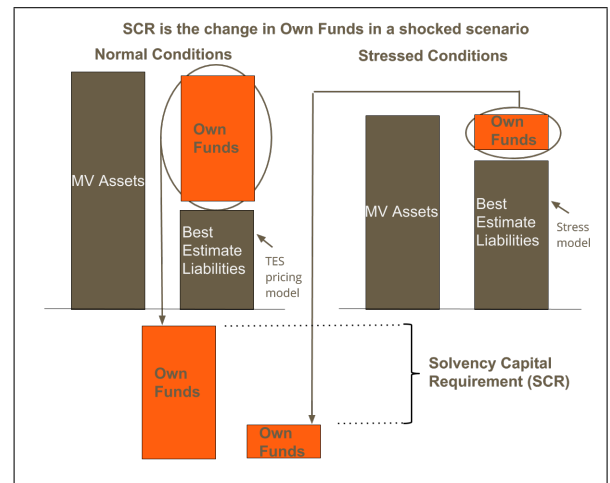 SCR is the change in Own Funds in a shocked scenario
Normal Conditions
Stressed Conditions
Own
Funds
MV Assets
Best
Estimate
Liabilities
TES
pricing
model
Own
Funds
MV Assets
Best
Estimate
Liabilities
Stress
model
Own
Funds
Own
Funds
Solvency Capital
Requirement (SCR)